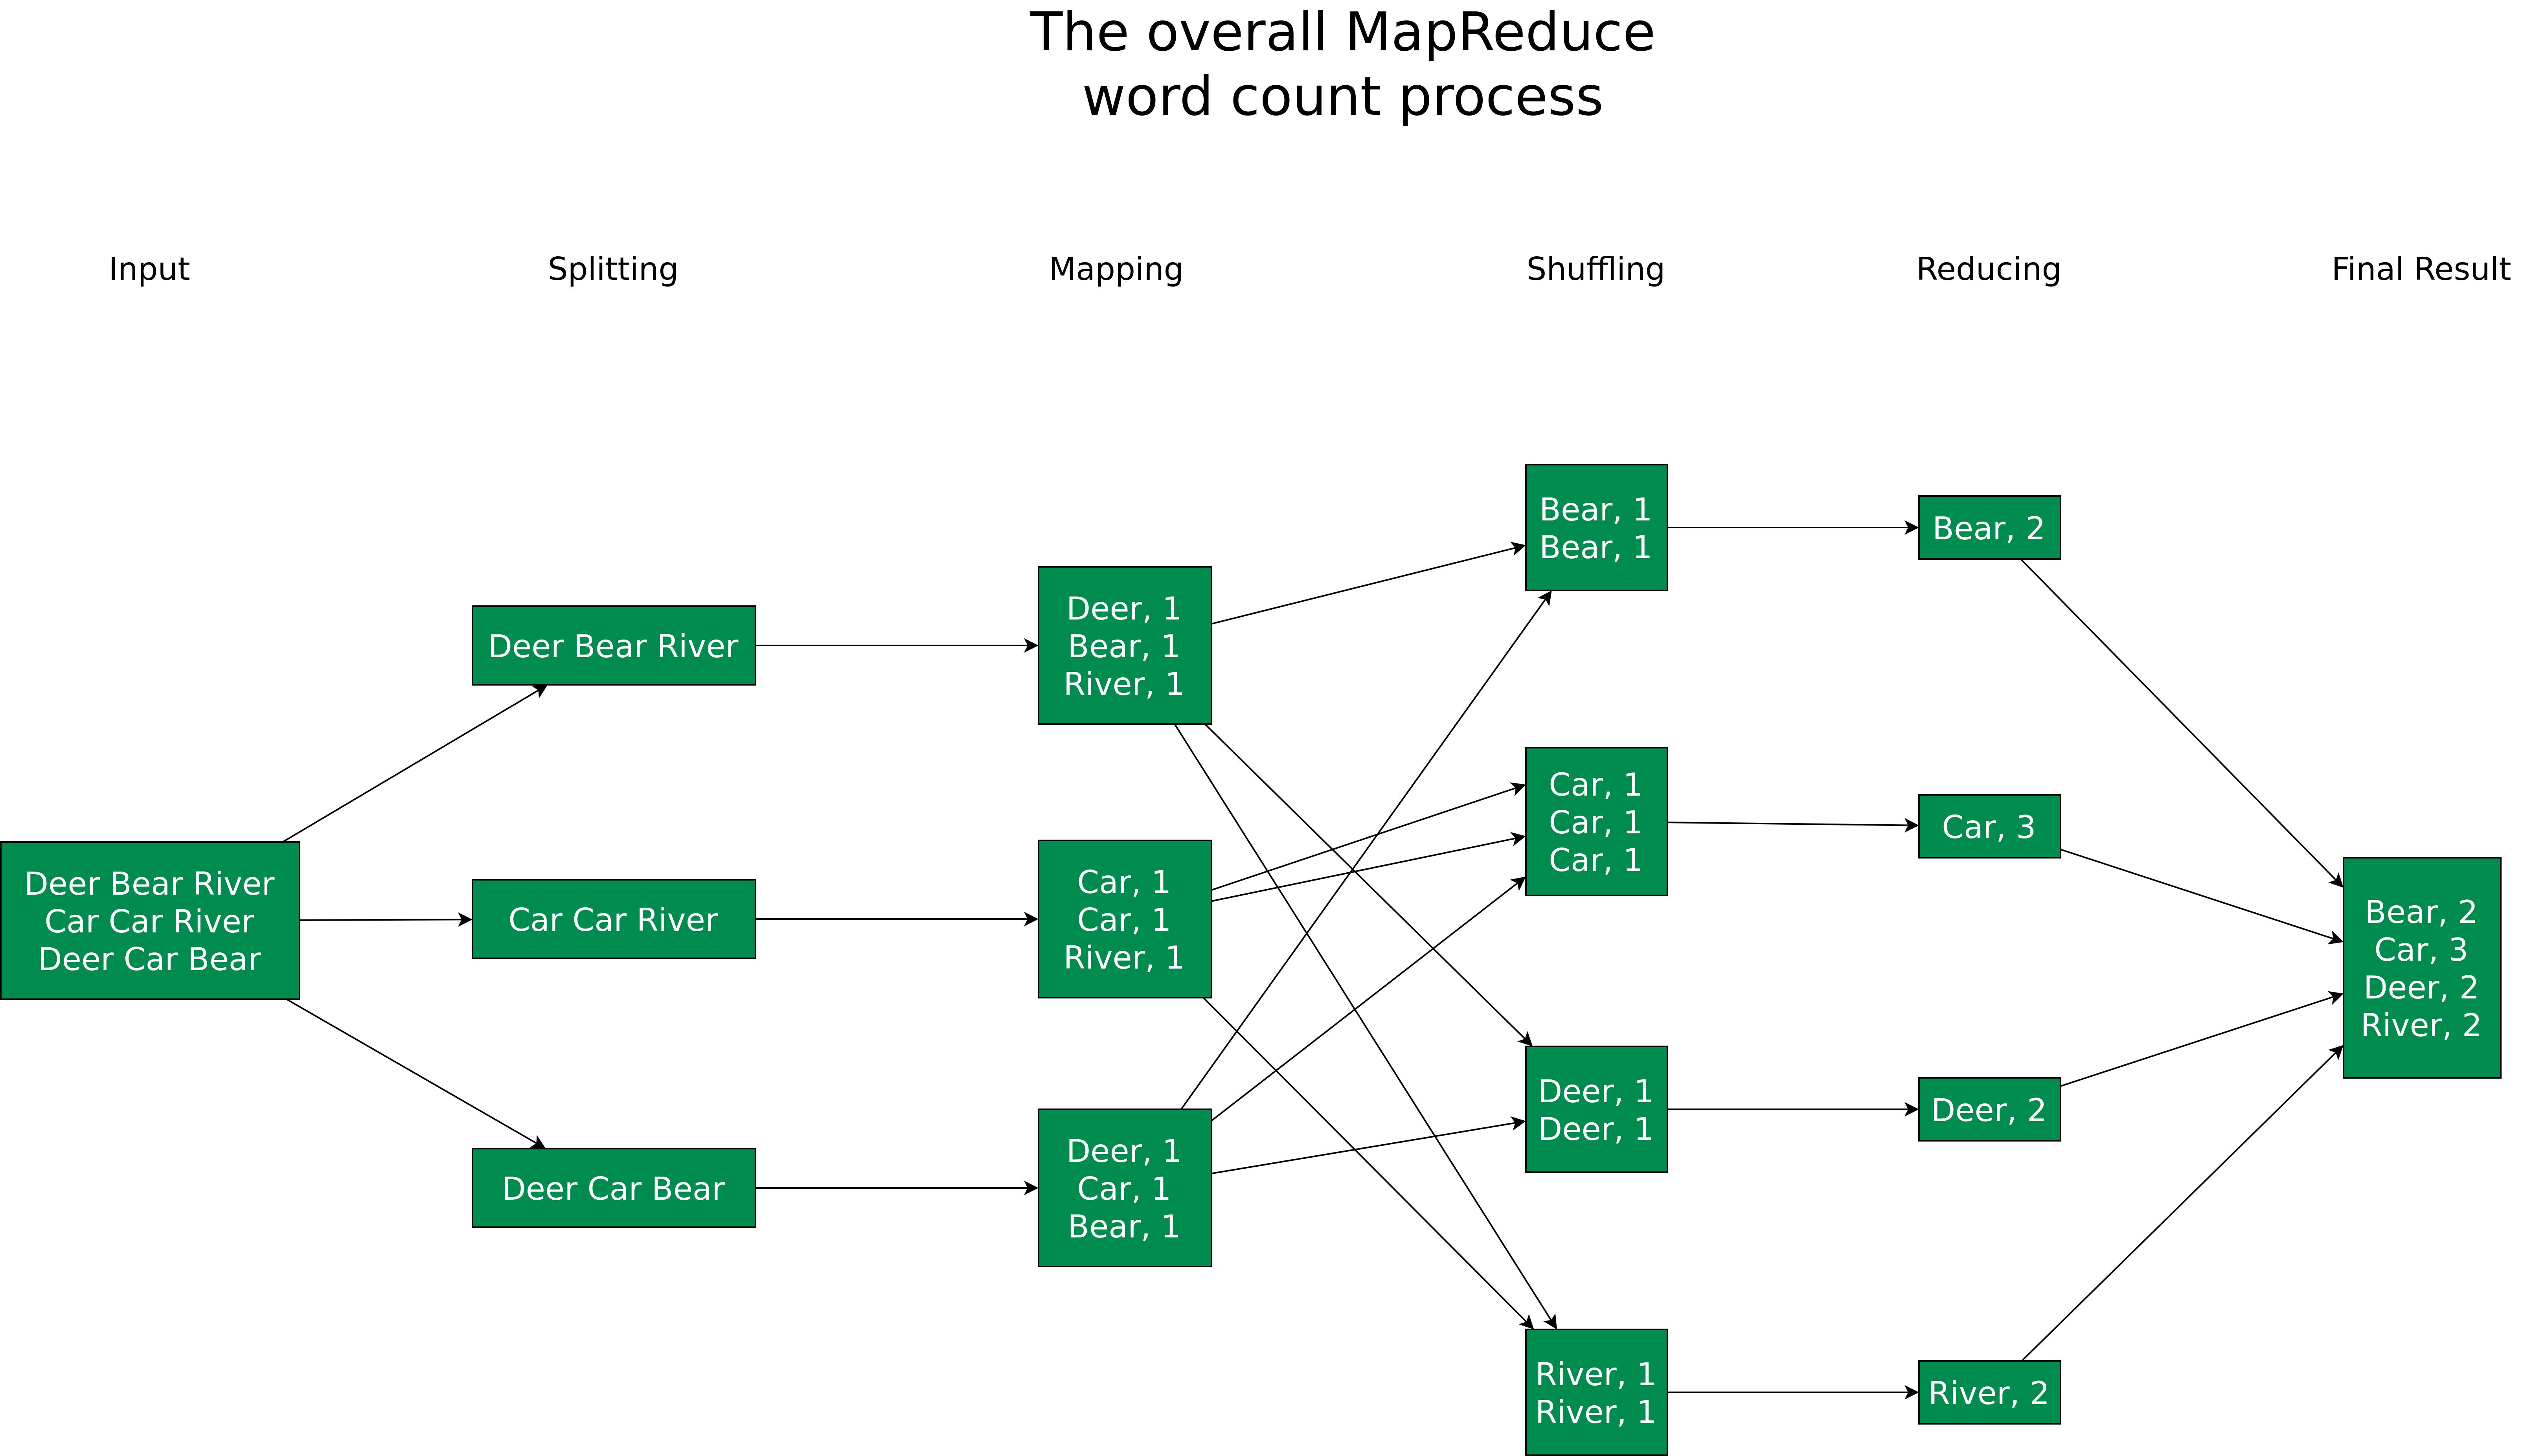 The overall MapReduce
word count process
Input
Splitting
Mapping
Shuffling
Reducing
Final Result
Deer Bear River
Car Car River
Deer Car Bear
Deer Bear River
Car Car River
Deer Car Bear
Deer, 1
Bear, 1
River, 1
Car, 1
Car, 1
River, 1
Deer, 1
Car, 1
Bear, 1
Bear, 1
Bear, 1
Car, 1
Car, 1
Car, 1
Deer, 1
Deer, 1
River, 1
River, 1
Bear, 2
Car, 3
Deer, 2
River, 2
Bear, 2
Car, 3
Deer, 2
River, 2